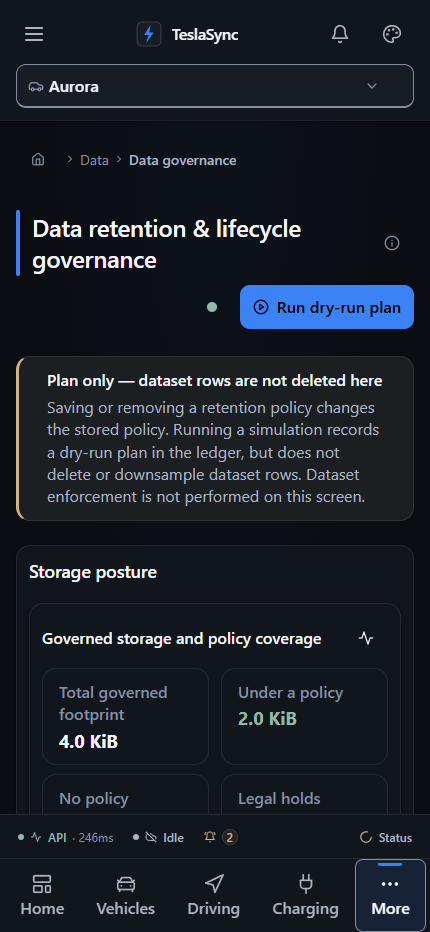 TeslaSync
Aurora
Data
Data governance
Data retention & lifecycle
governance
Run dry-run plan
Plan only — dataset rows are not deleted here
Saving or removing a retention policy changes
the stored policy. Running a simulation records
a dry-run plan in the ledger, but does not
delete or downsample dataset rows. Dataset
enforcement is not performed on this screen.
Storage posture
Governed storage and policy coverage
Total governed
footprint
4.0 KiB
Under a policy
2.0 KiB
No policy
Legal holds
API · 246ms
Idle
2
Status
Home
Vehicles
Driving
Charging
More